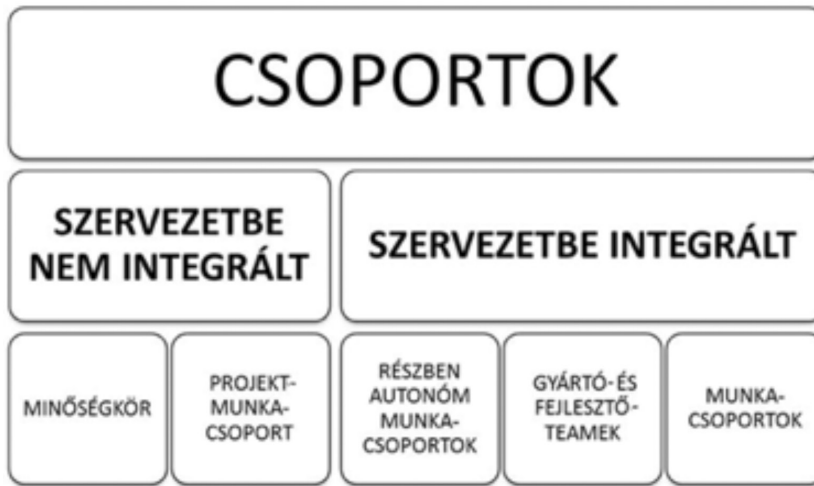 CSOPORTOK
SZERVEZETBE
NEM INTEGRÁLT
SZERVEZETBE INTEGRÁLT
MINŐSÉGKÖR
PROJEKT-
MUNKA-
CSOPORT
RÉSZBEN
AUTONÓM
MUNKA-
CSOPORTOK
GYÁRTÓ- ÉS
FEJLESZTŐ-
TEAMEK
MUNKA-
CSOPORTOK